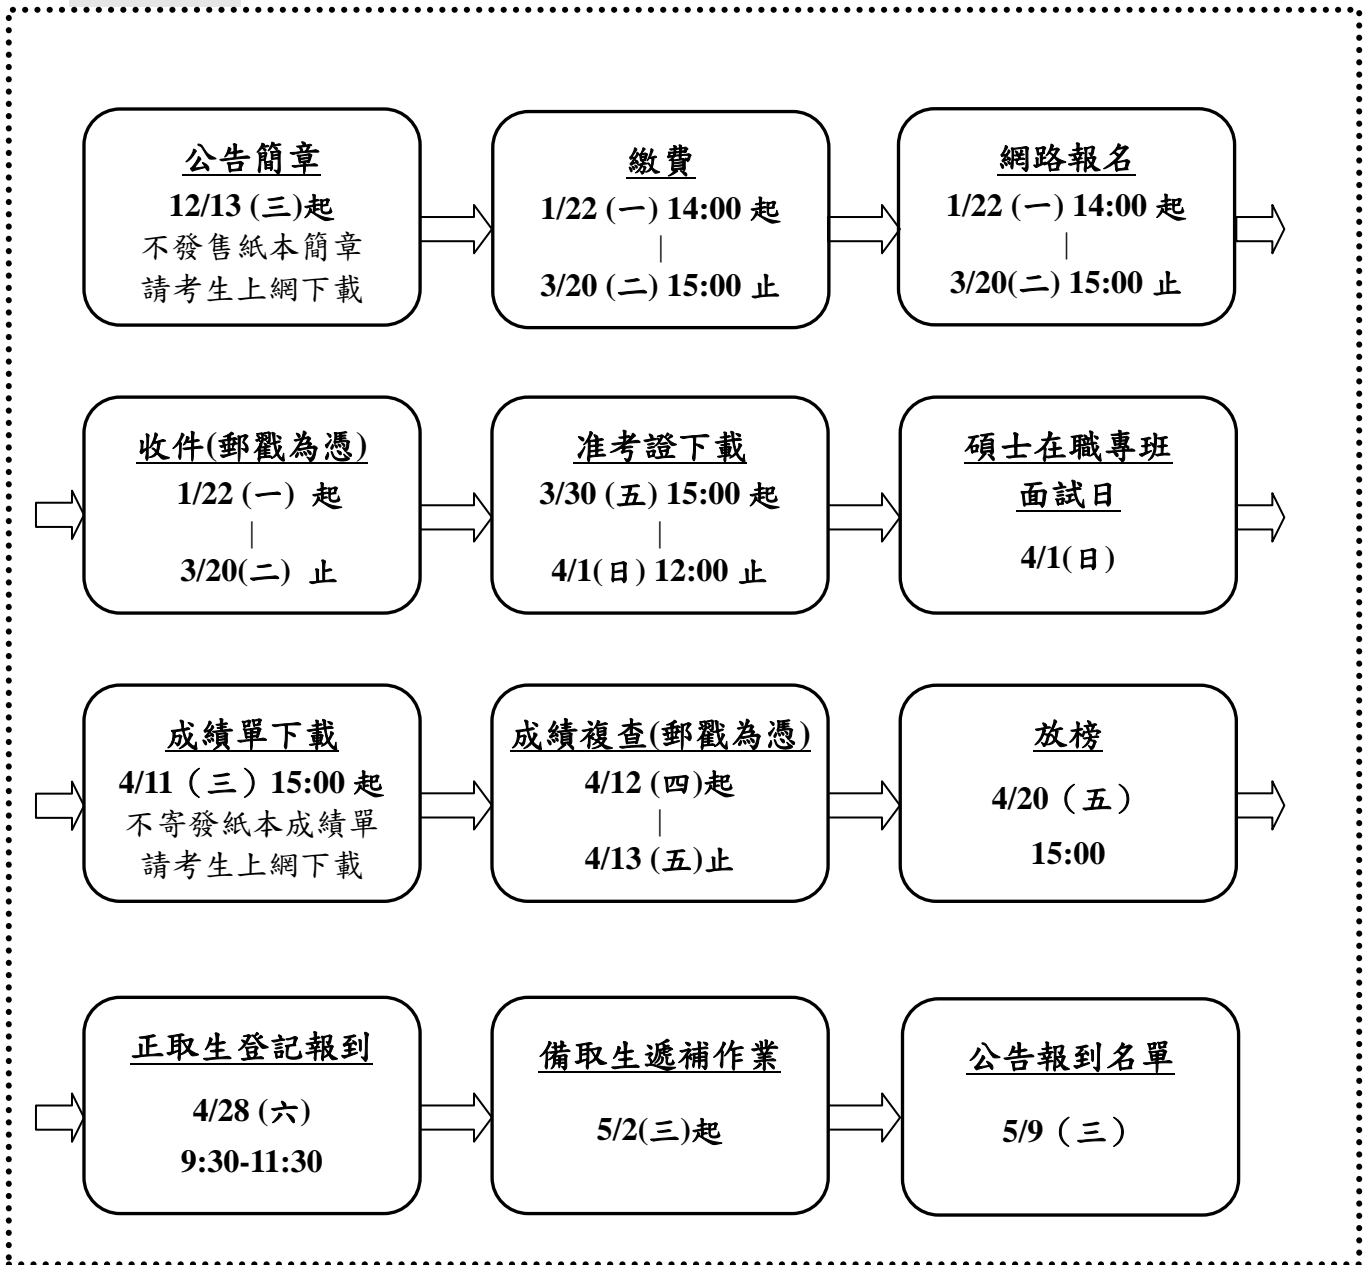 公告簡章
12/13 (三)起
不發售紙本簡章
請考生上網下載
繳費
1/22 (一) 14:00 起
|
3/20 (二) 15:00 止
網路報名
1/22 (一) 14:00 起
|
3/20(二) 15:00 止
收件(郵戳為憑)
1/22 (一) 起
|
3/20(二) 止
准考證下載
3/30 (五) 15:00 起
|
4/1(日) 12:00 止
碩士在職專班
面試日
4/1(日)
成績單下載
4/11（三）15:00 起
不寄發紙本成績單
請考生上網下載
成績複查(郵戳為憑)
4/12 (四)起
|
4/13 (五)止
放榜
4/20（五）
15:00
正取生登記報到
4/28 (六)
9:30-11:30
備取生遞補作業
5/2(三)起
公告報到名單
5/9（三）